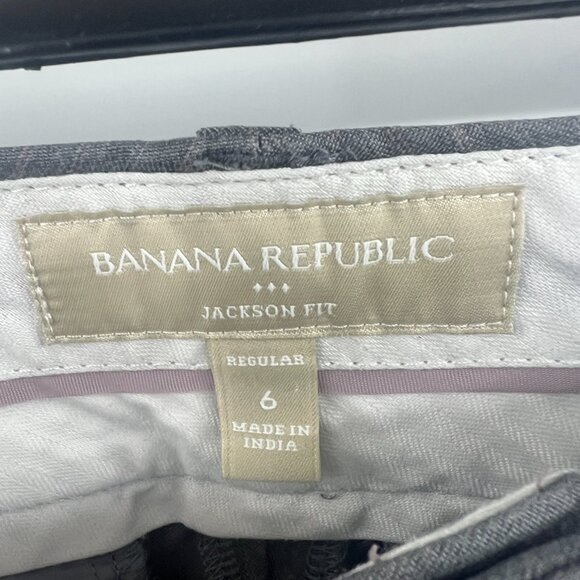 BANANA REPUBLIC
JACKSON FIT
REGULAR
6
MADE IN
INDIA